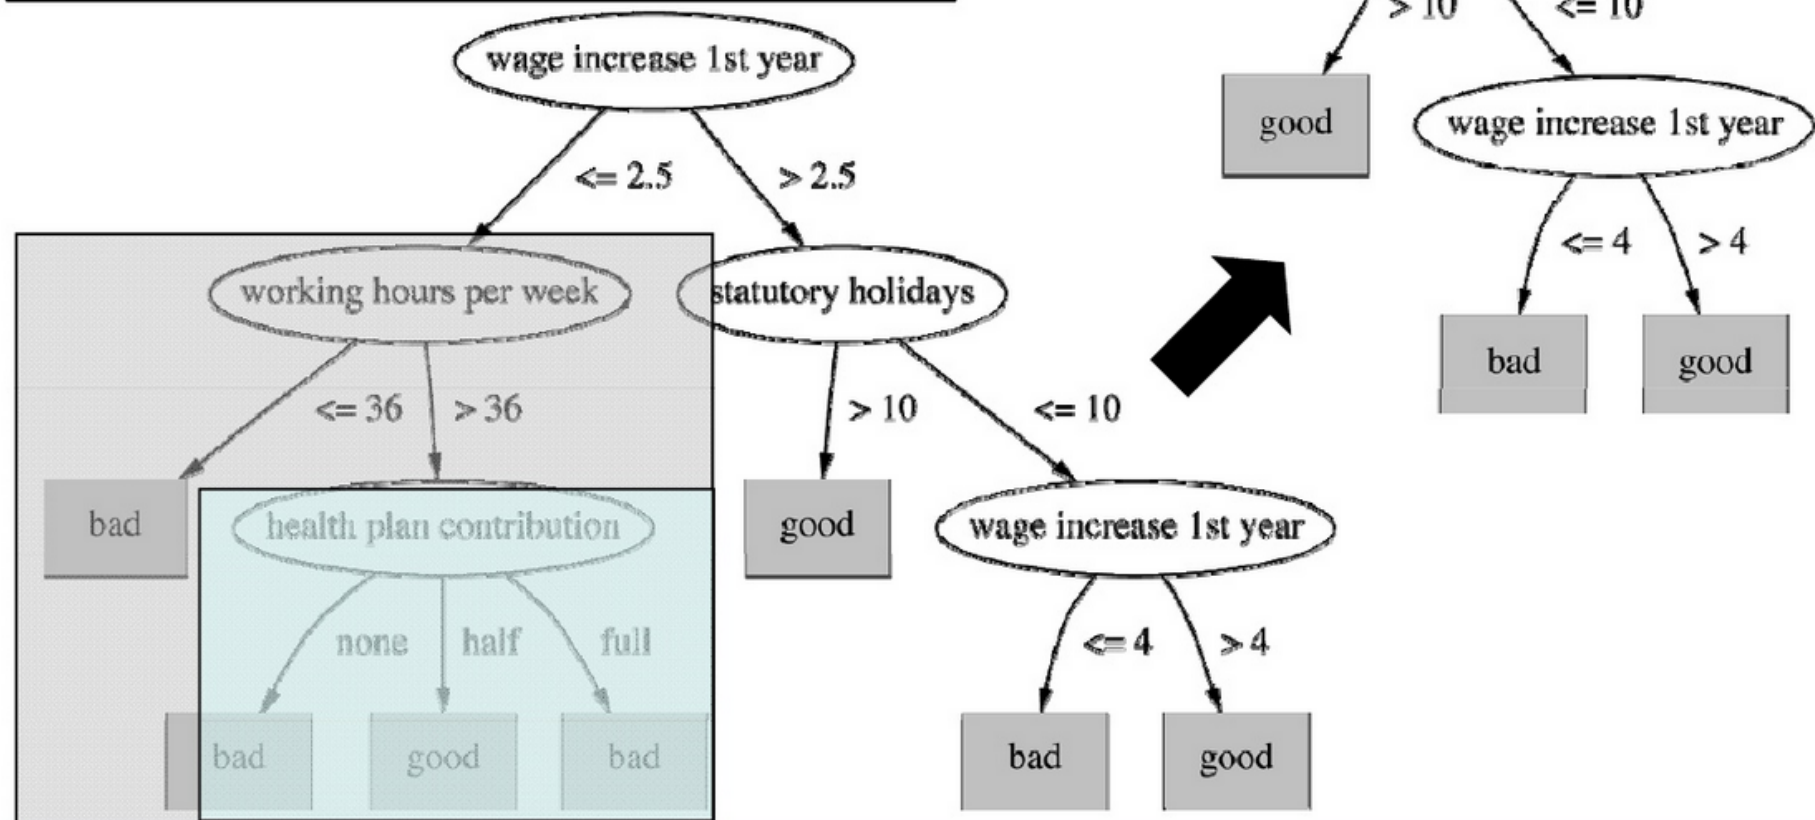 > 10 <= 10
wage increase 1st year
good wage increase 1st year
<= 2.5 > 2.5
<= 4 > 4
working hours per week statutory holidays
bad good
<= 36 > 36 > 10 <= 10
bad health plan contribution good wage increase 1st year
none half full <= 4 > 4
bad good bad bad good